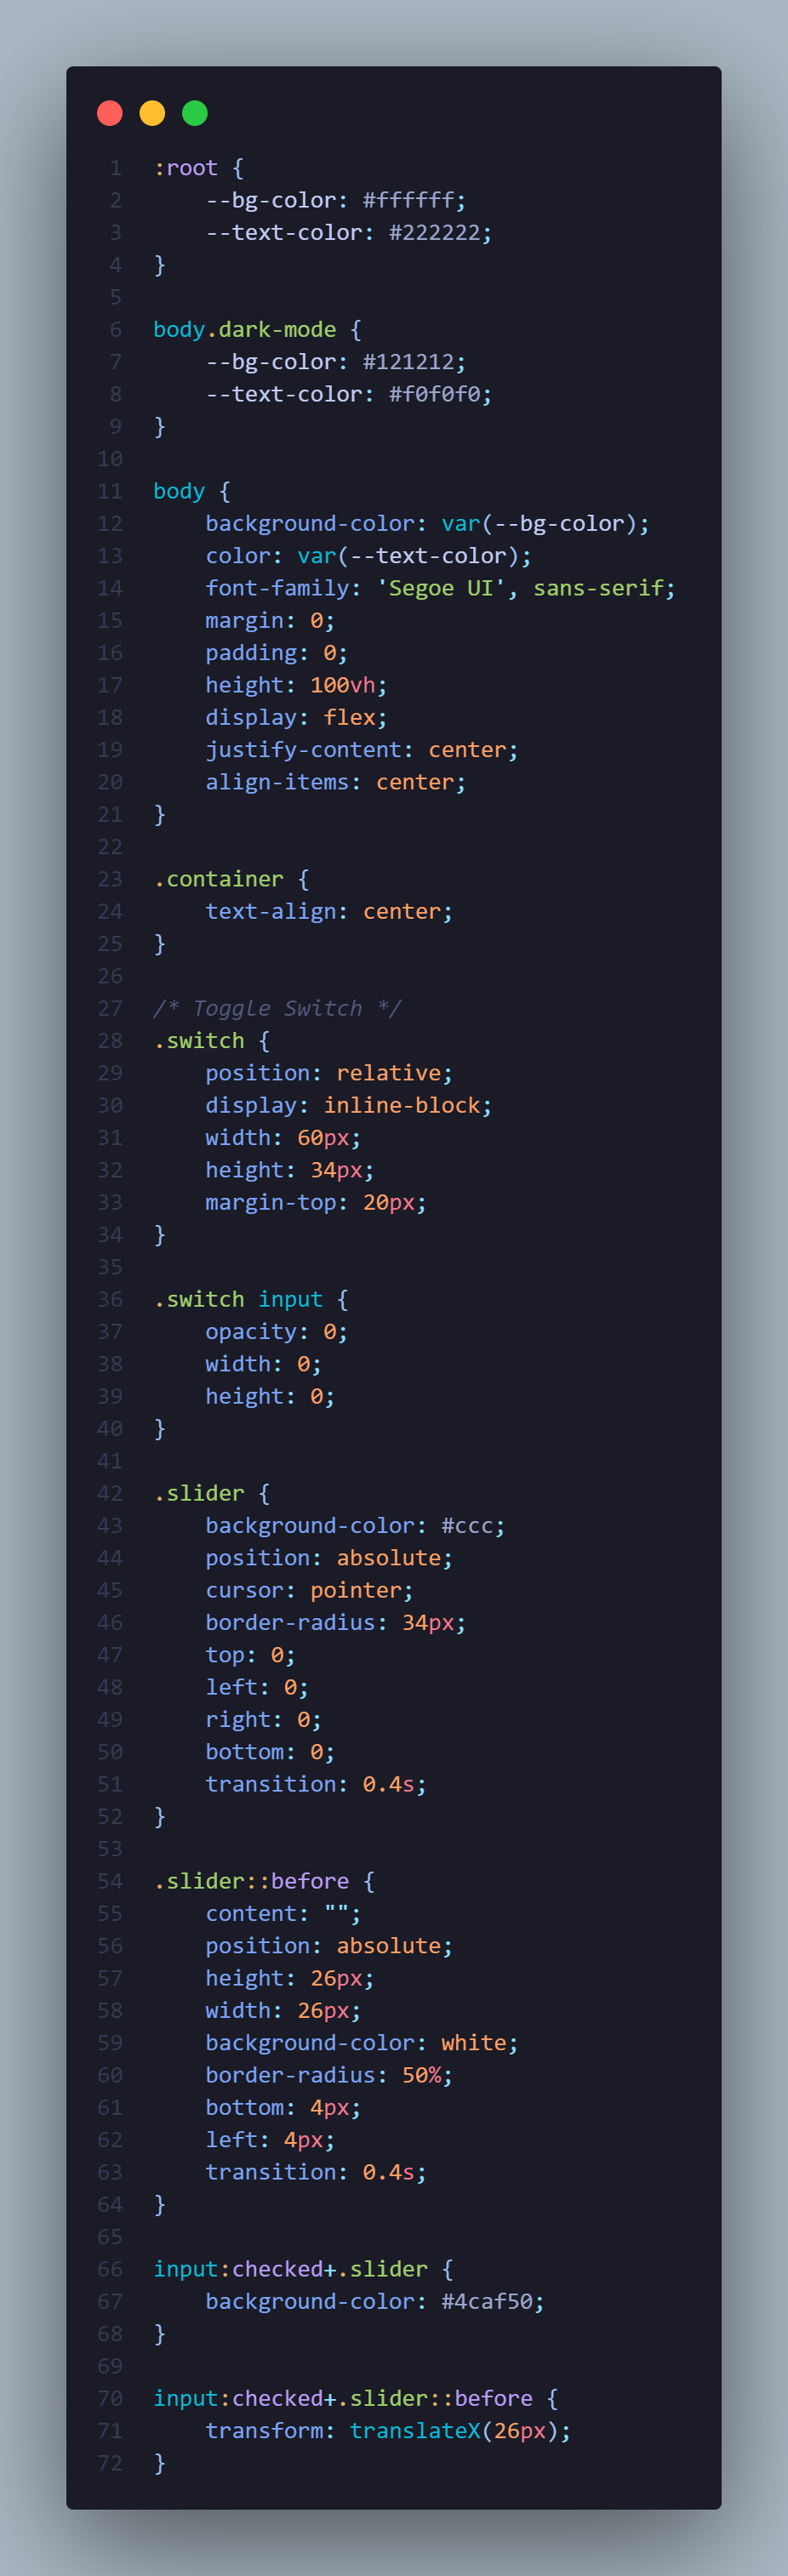 1 :root {
2     --bg-color: #ffffff;
3     --text-color: #222222;
4 }
5
6 body.dark-mode {
7     --bg-color: #121212;
8     --text-color: #f0f0f0;
9 }
10
11 body {
12     background-color: var(--bg-color);
13     color: var(--text-color);
14     font-family: 'Segoe UI', sans-serif;
15     margin: 0;
16     padding: 0;
17     height: 100vh;
18     display: flex;
19     justify-content: center;
20     align-items: center;
21 }
22
23 .container {
24     text-align: center;
25 }
26
27 /* Toggle Switch */
28 .switch {
29     position: relative;
30     display: inline-block;
31     width: 60px;
32     height: 34px;
33     margin-top: 20px;
34 }
35
36 .switch input {
37     opacity: 0;
38     width: 0;
39     height: 0;
40 }
41
42 .slider {
43     background-color: #ccc;
44     position: absolute;
45     cursor: pointer;
46     border-radius: 34px;
47     top: 0;
48     left: 0;
49     right: 0;
50     bottom: 0;
51     transition: 0.4s;
52 }
53
54 .slider::before {
55     content: "";
56     position: absolute;
57     height: 26px;
58     width: 26px;
59     background-color: white;
60     border-radius: 50%;
61     bottom: 4px;
62     left: 4px;
63     transition: 0.4s;
64 }
65
66 input:checked+.slider {
67     background-color: #4caf50;
68 }
69
70 input:checked+.slider::before {
71     transform: translateX(26px);
72 }